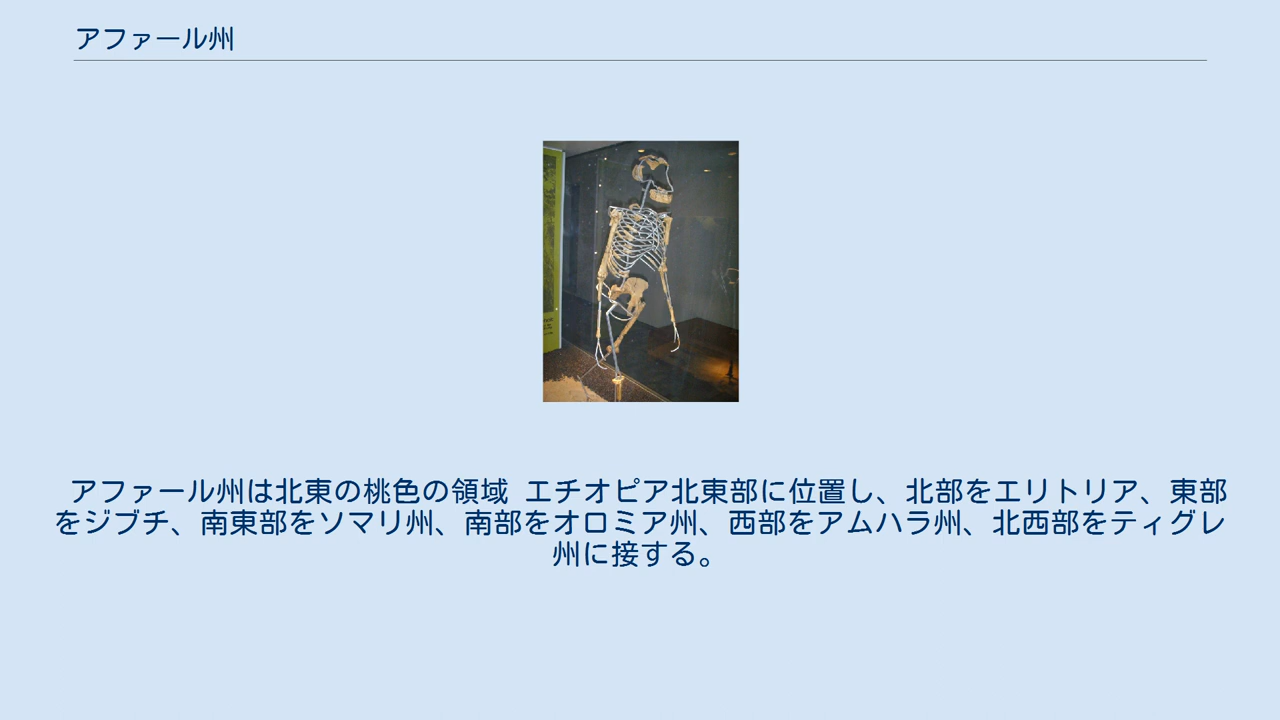 アファール州
アファール州は北東の桃色の領域 エチオピア北東部に位置し、北部をエリトリア、東部
をジブチ、南東部をソマリ州、南部をオロミア州、西部をアムハラ州、北西部をティグレ
州に接する。